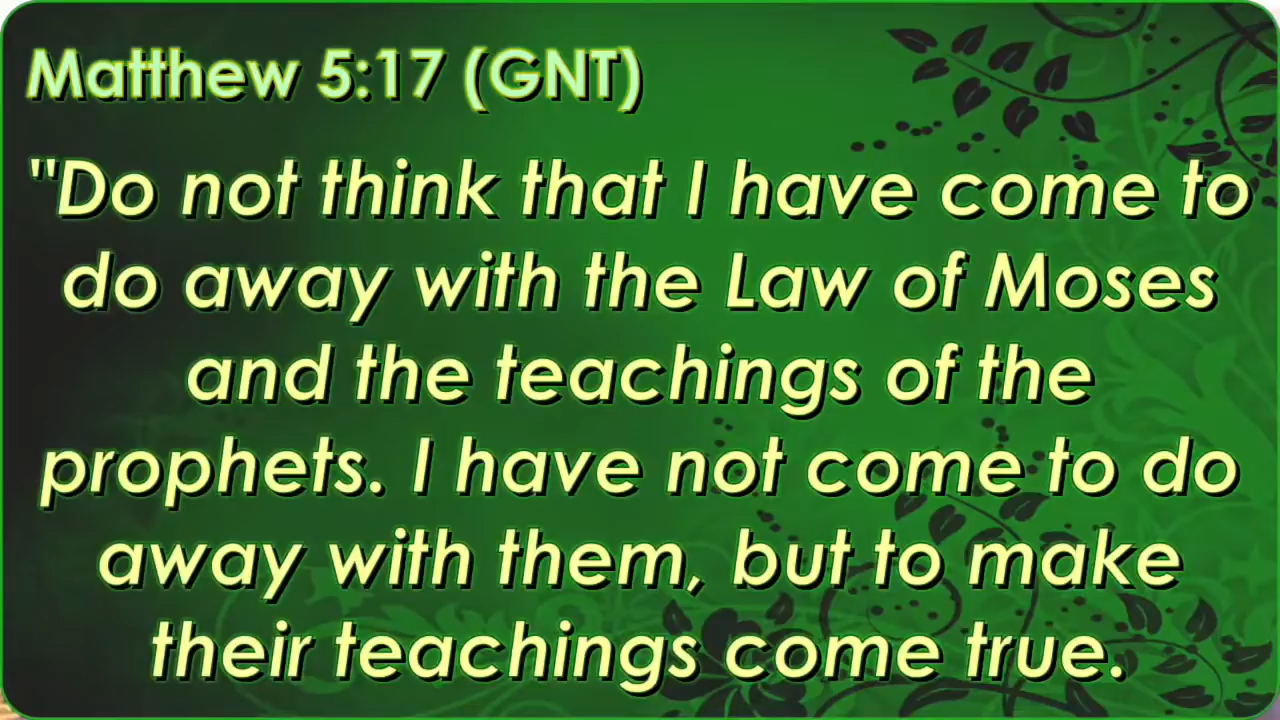 Matthew 5:17 (GNT)
"Do not think that I have come to
do away with the Law of Moses
and the teachings of the
prophets. I have not come to do
away with them, but to make
their teachings come true.